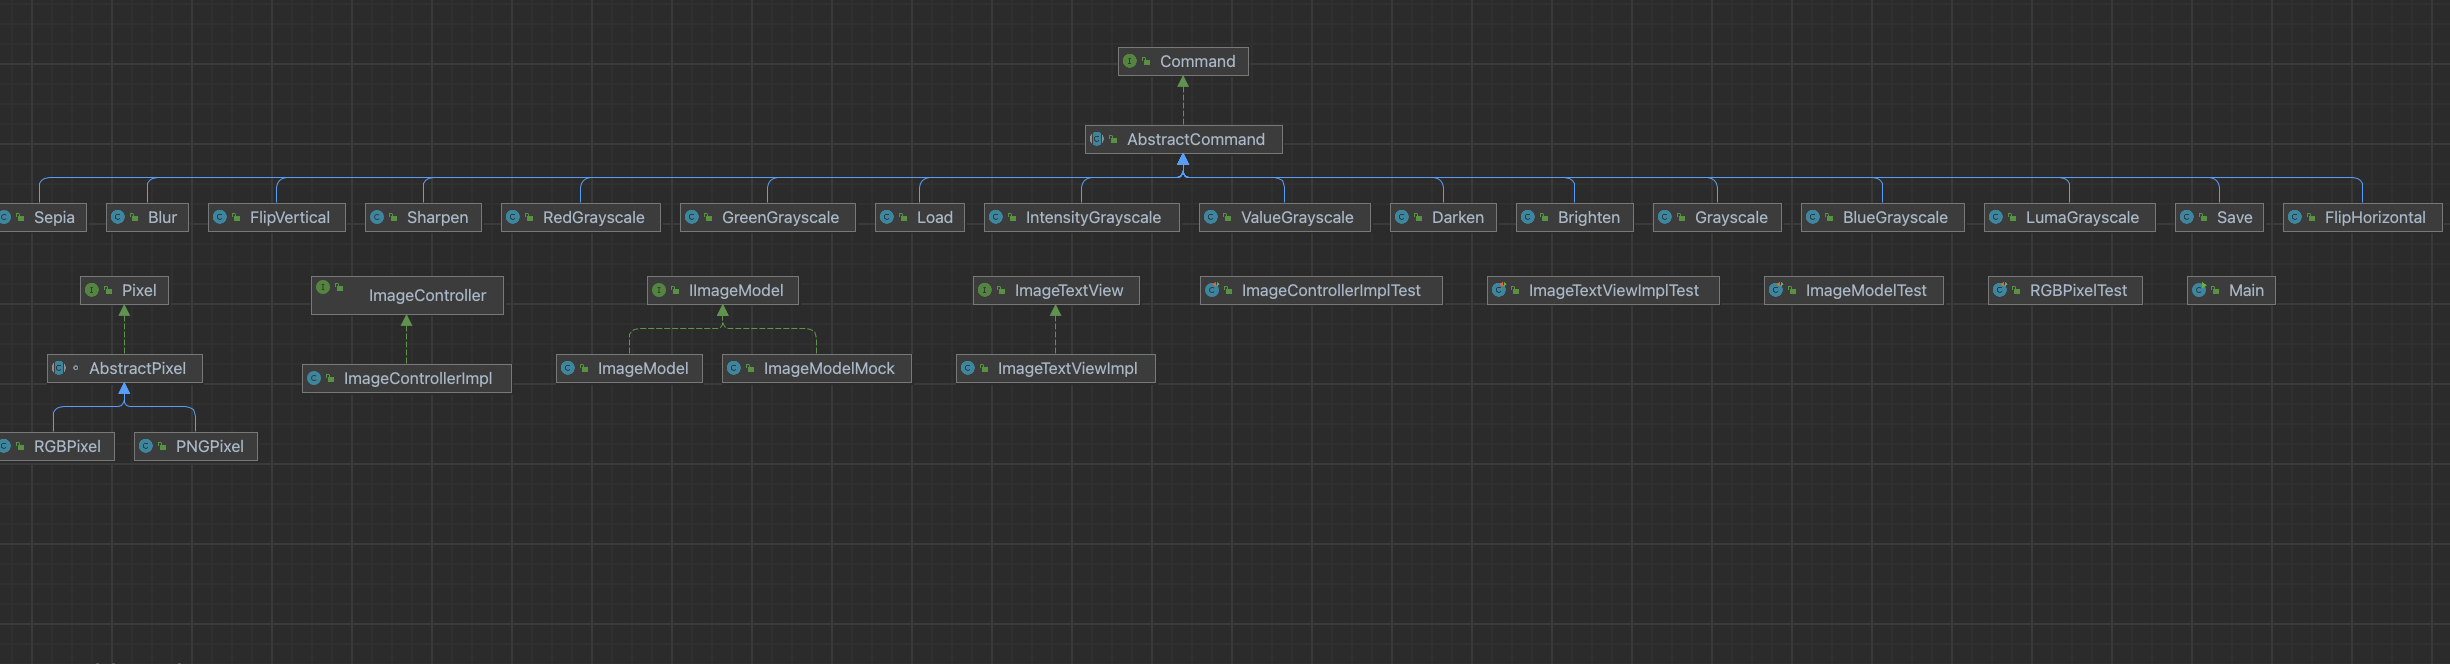 Command
AbstractCommand
Sepia
Blur
FlipVertical
Sharpen
RedGrayscale
GreenGrayscale
Load
IntensityGrayscale
ValueGrayscale
Darken
Brighten
Grayscale
BlueGrayscale
LumaGrayscale
Save
FlipHorizontal
Pixel
ImageController
IImageModel
ImageTextView
ImageControllerImplTest
ImageTextViewImplTest
ImageModelTest
RGBPixelTest
Main
AbstractPixel
ImageControllerImpl
ImageModel
ImageModelMock
ImageTextViewImpl
RGBPixel
PNGPixel